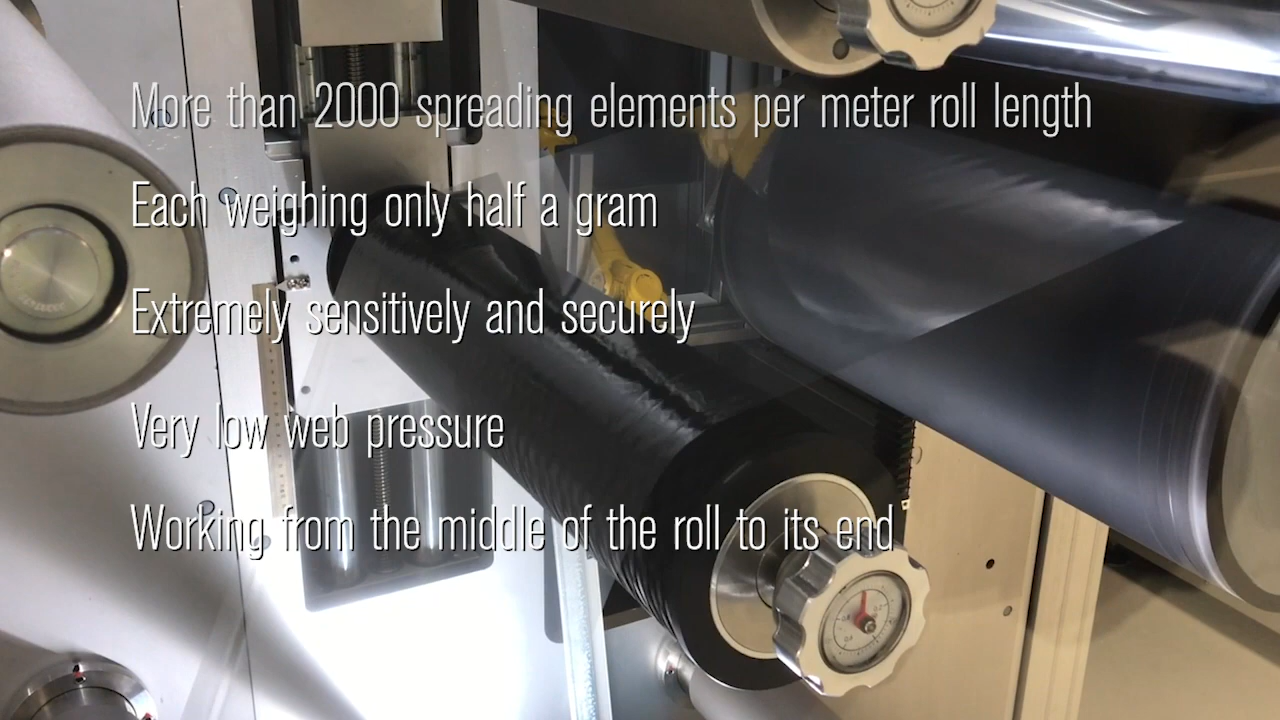 More than 2000 spreading elements per meter roll length
Each weighing only half a gram
Extremely sensitively and securely
Very low web pressure
Working from the middle of the roll to its end